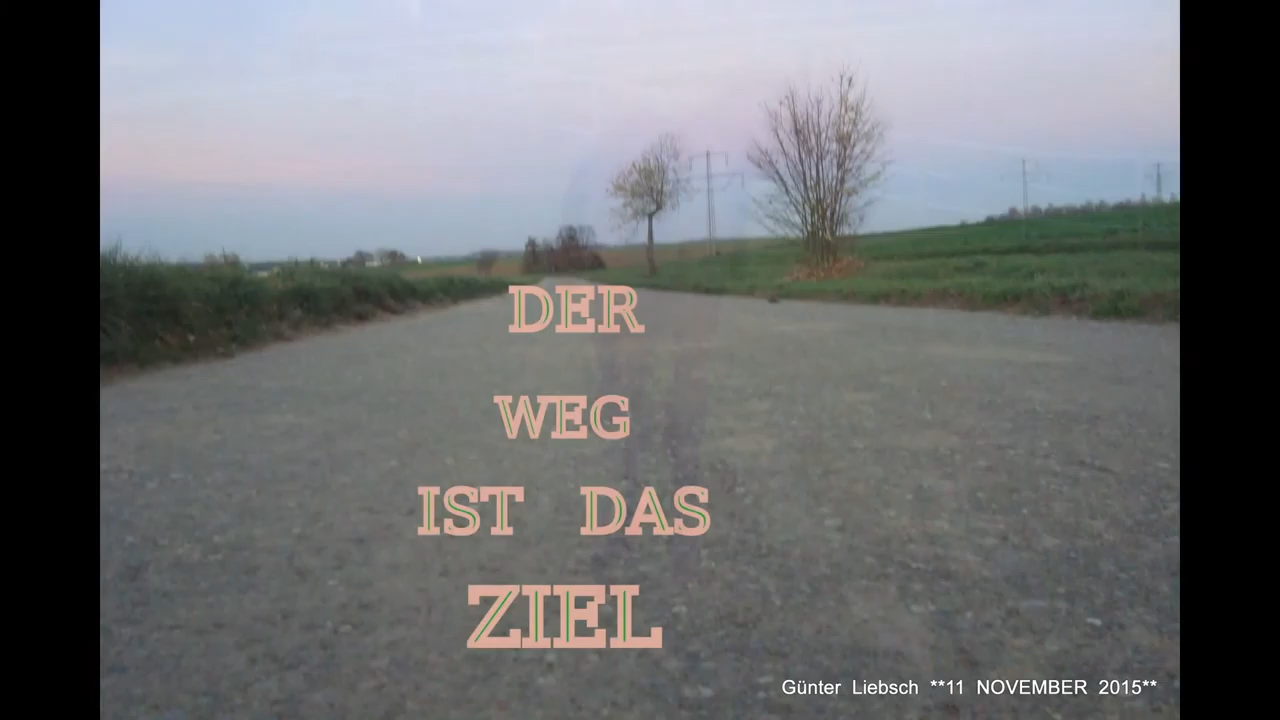 DER
WEG
IST DAS
ZIEL
Günter Liebsch **11 NOVEMBER 2015**